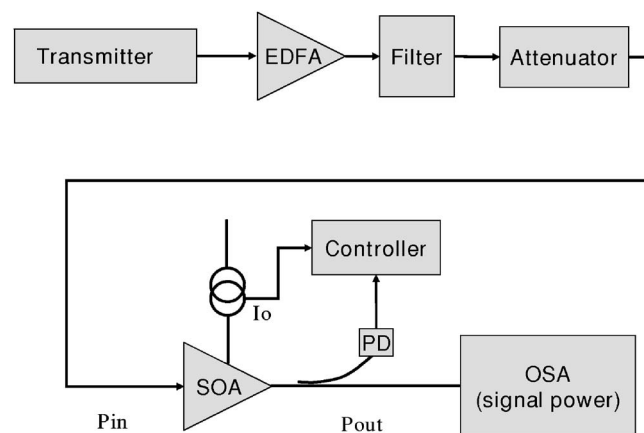 Transmitter
EDFA
Filter
Attenuator
Controller
Io
PD
SOA
OSA
(signal power)
Pin
Pout